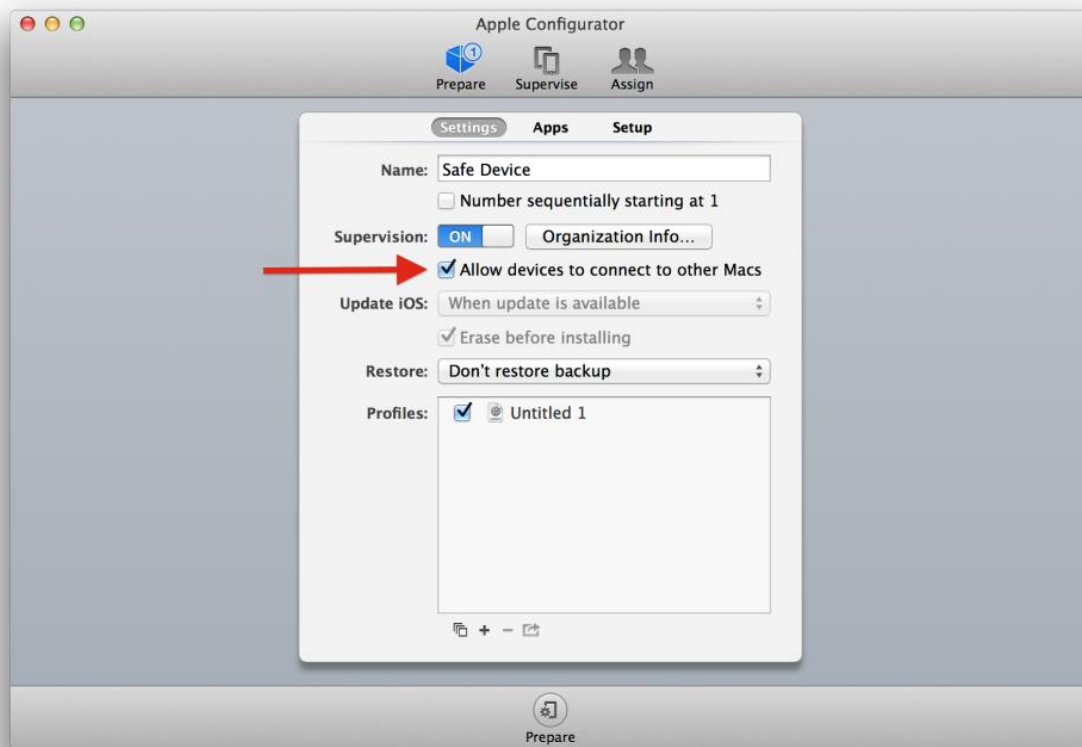 Apple Configurator
1
Prepare Supervise Assign
Settings Apps Setup
Name: Safe Device
Number sequentially starting at 1
Supervision: ON Organization Info...
Allow devices to connect to other Macs
Update iOS: When update is available
Erase before installing
Restore: Don't restore backup
Profiles: Untitled 1
Prepare